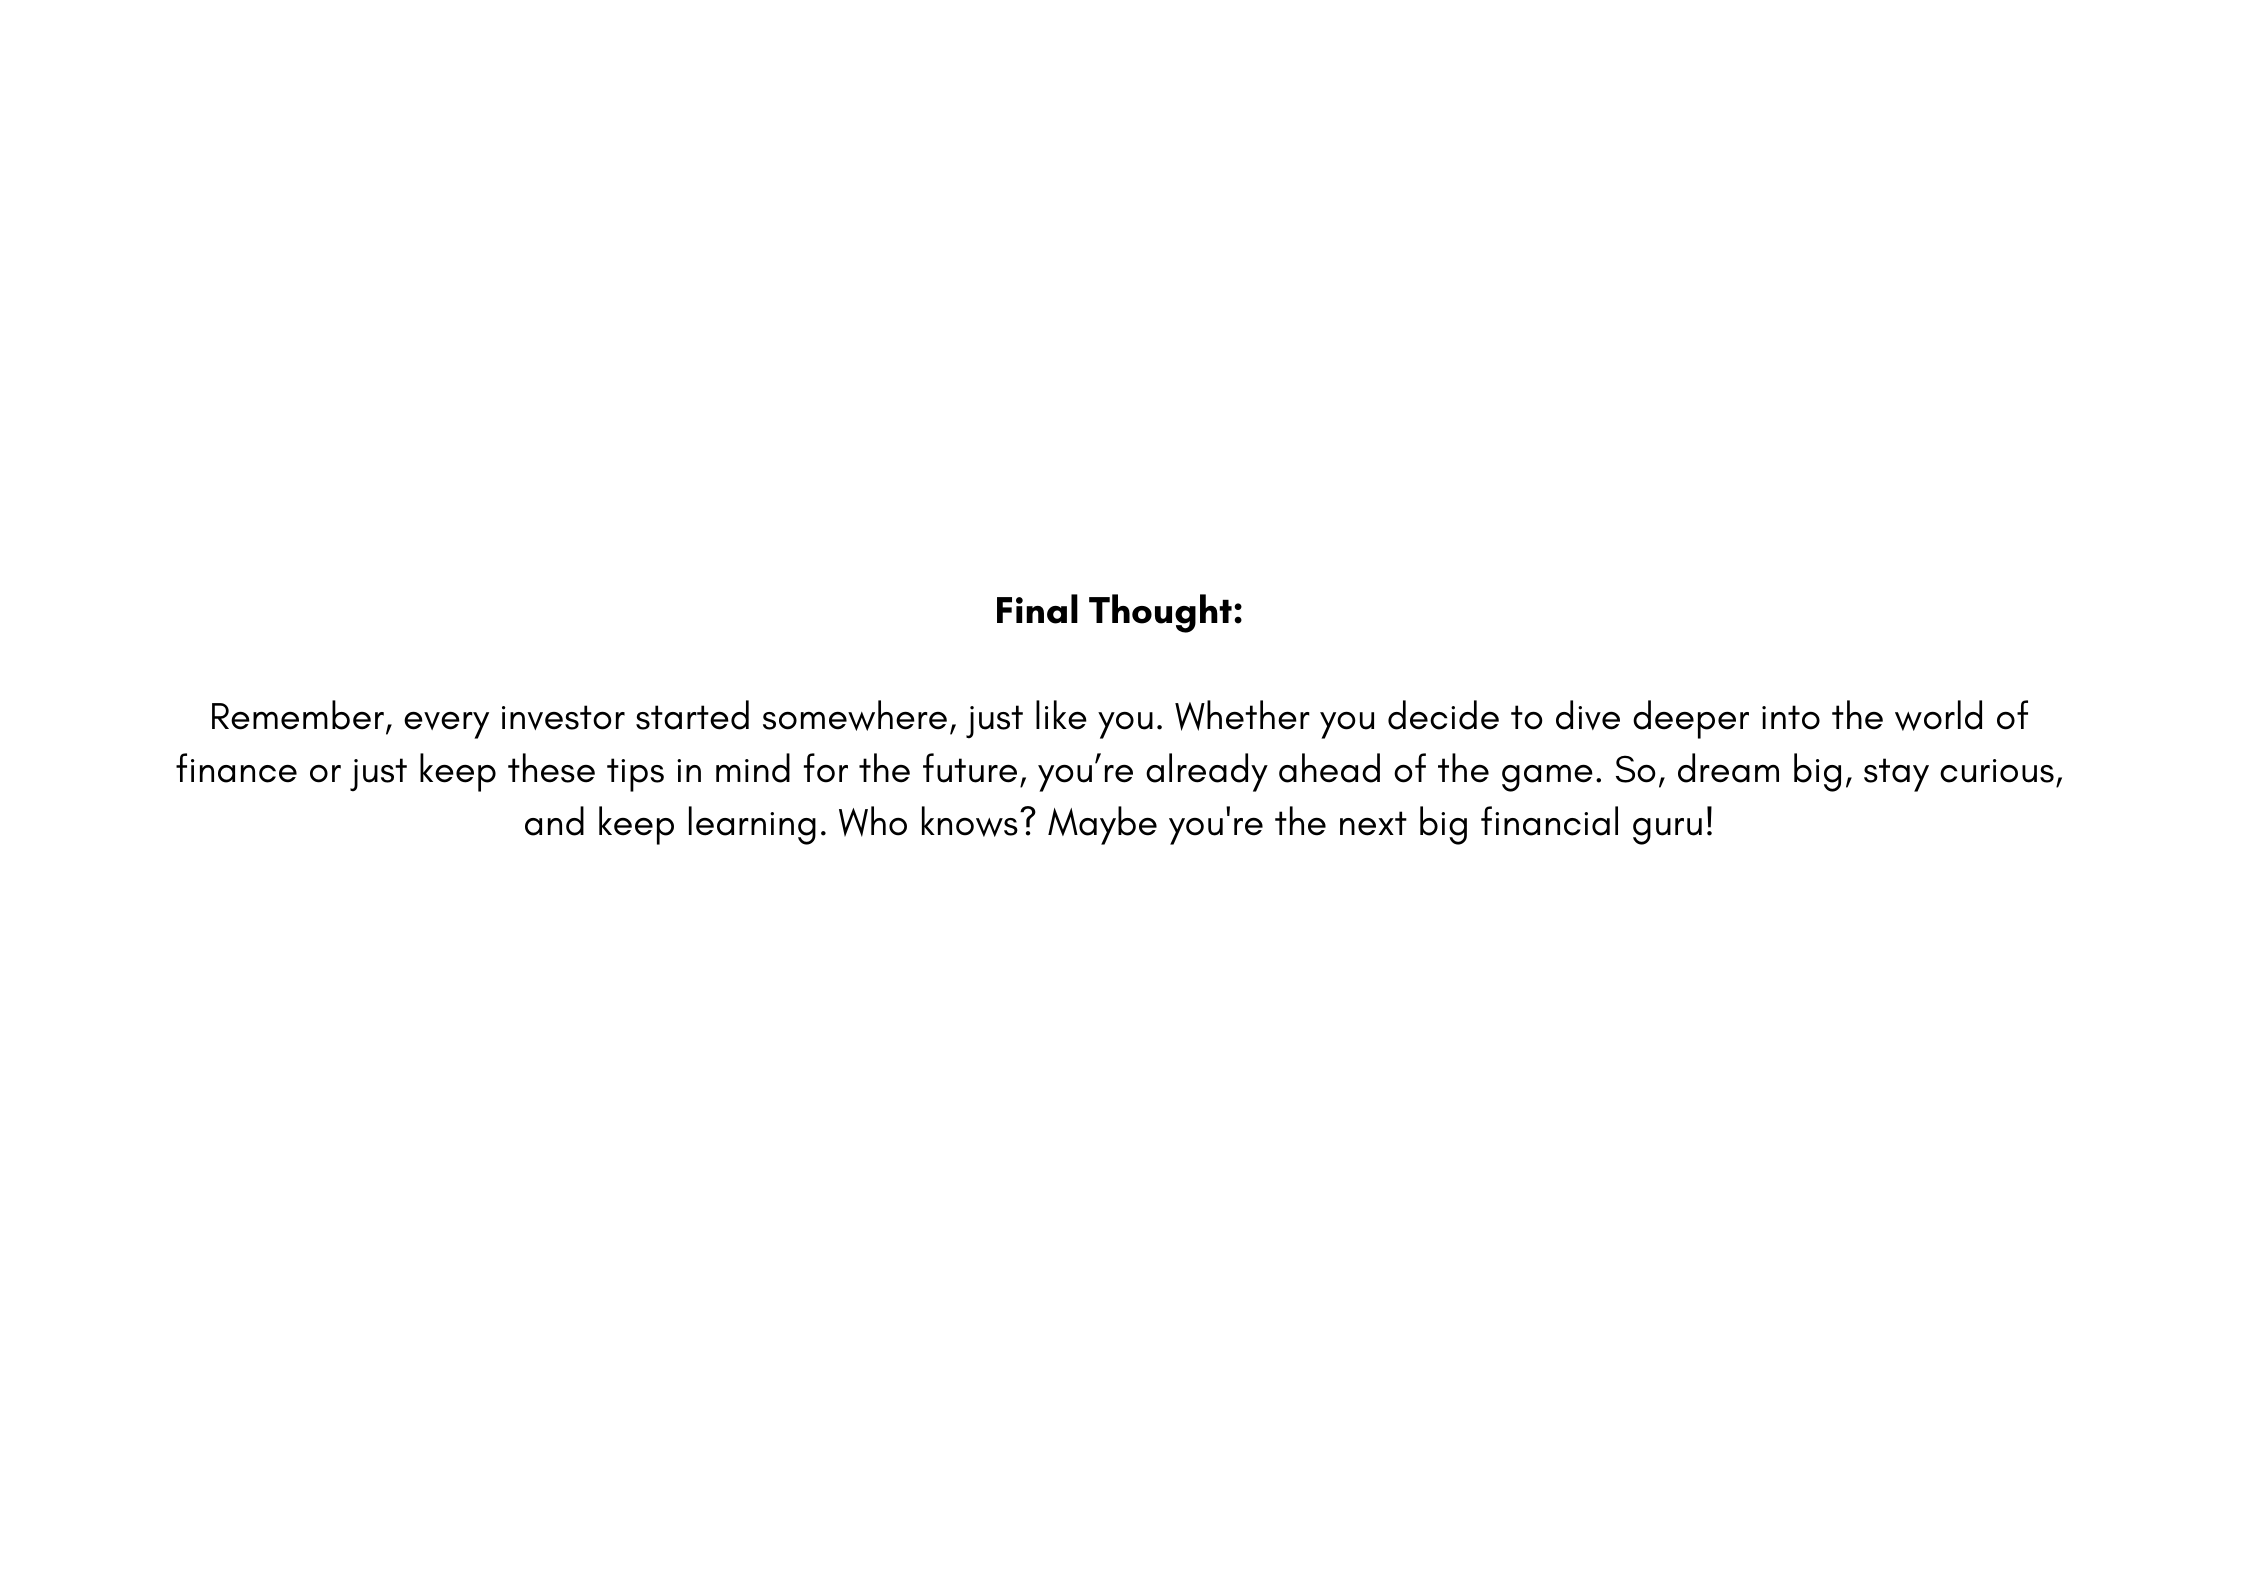 Final Thought:
Remember, every investor started somewhere, just like you. Whether you decide to dive deeper into the world of
finance or just keep these tips in mind for the future, you’re already ahead of the game. So, dream big, stay curious,
and keep learning. Who knows? Maybe you're the next big financial guru!